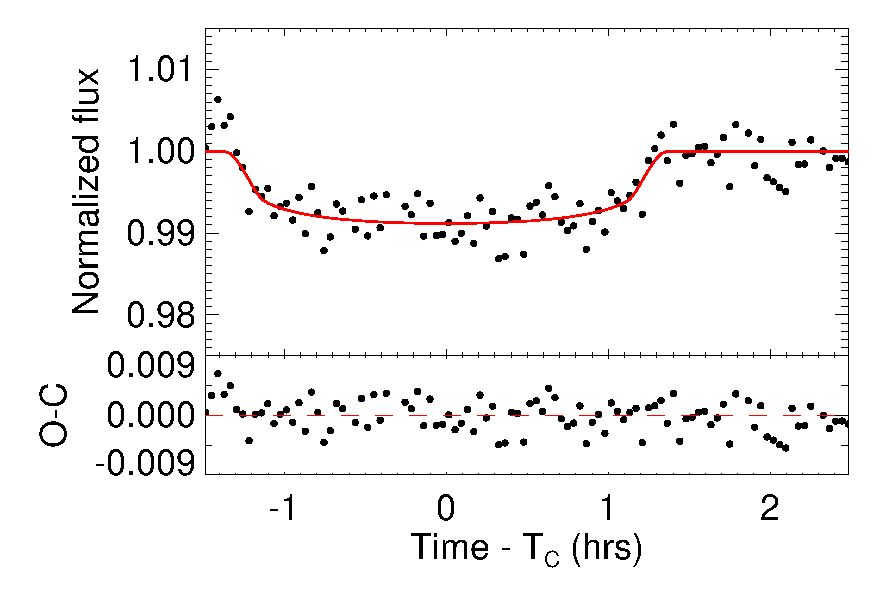 1.01
1.00
0.99
0.98
Normalized flux
0.009
0.000
-0.009
O-C
-1 0 1 2
Time - T_C (hrs)